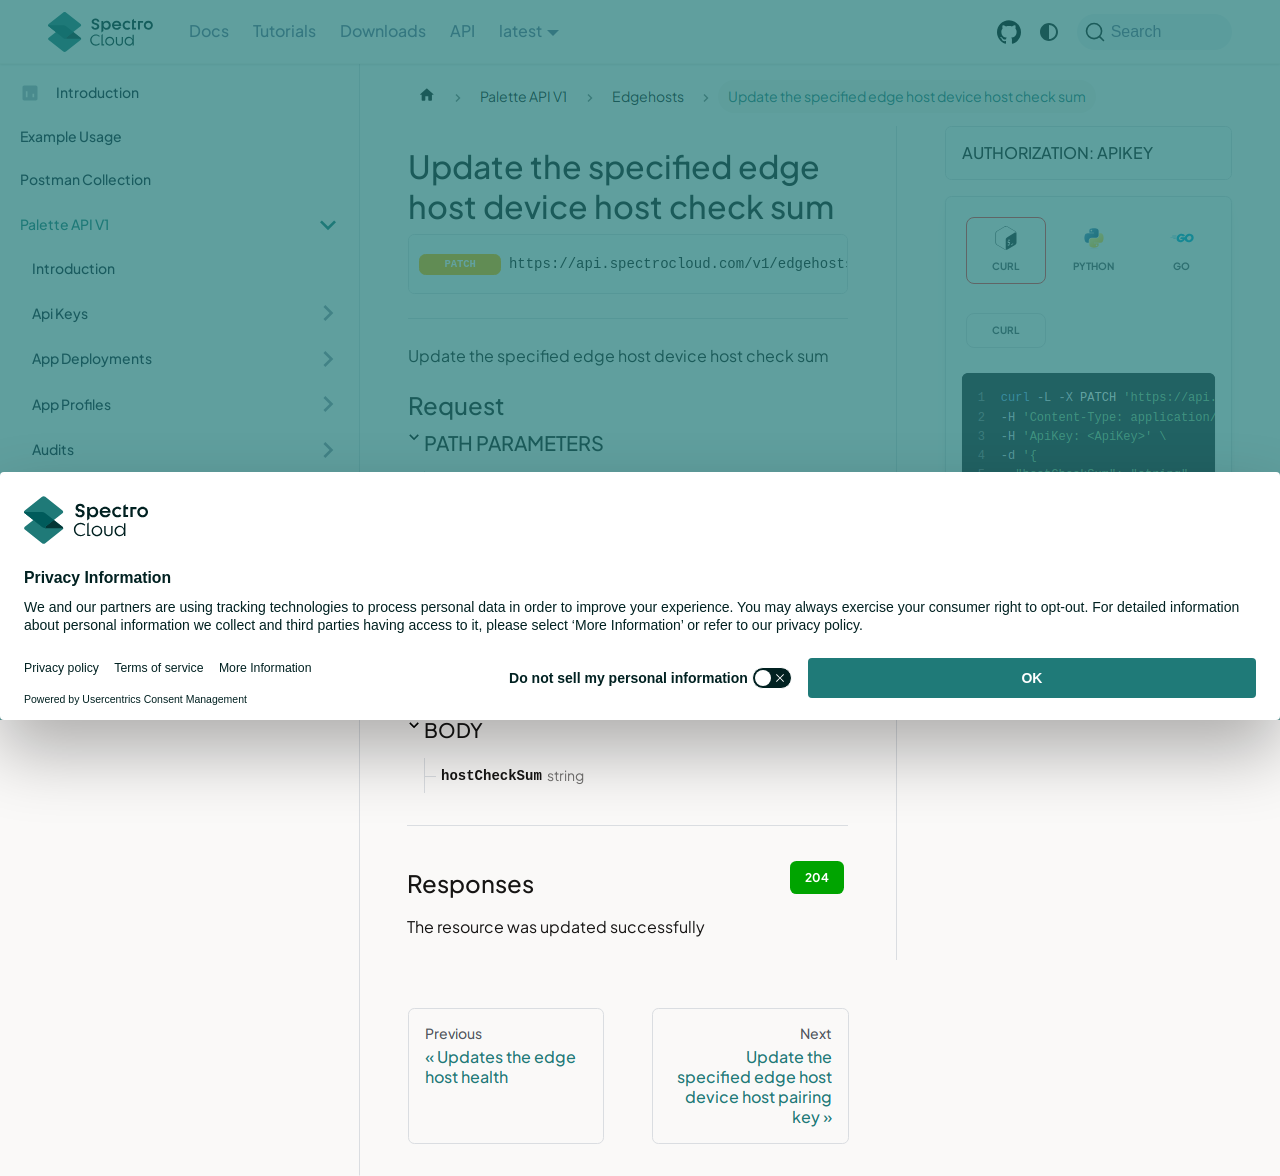 Spectro Cloud
Docs
Tutorials
Downloads
API
latest
Search
Introduction
Example Usage
Postman Collection
Palette API V1
Introduction
Api Keys
App Deployments
App Profiles
Audits
Palette API V1
Edgehosts
Update the specified edge host device host check sum
Update the specified edge
host device host check sum
PATCH https://api.spectrocloud.com/v1/edgehosts
Update the specified edge host device host check sum
Request
PATH PARAMETERS
AUTHORIZATION: APIKEY
CURL
PYTHON
GO
CURL
1 curl -L -X PATCH 'https://api.
2 -H 'Content-Type: application/
3 -H 'ApiKey: <ApiKey>' \
4 -d '{
Spectro
Cloud
Privacy Information
We and our partners are using tracking technologies to process personal data in order to improve your experience. You may always exercise your consumer right to opt-out. For detailed information
about personal information we collect and third parties having access to it, please select ‘More Information’ or refer to our privacy policy.
Privacy policy
Terms of service
More Information
Do not sell my personal information
OK
Powered by Usercentrics Consent Management
BODY
hostCheckSum string
Responses
204
The resource was updated successfully
Previous
« Updates the edge
host health
Next
Update the
specified edge host
device host pairing
key »